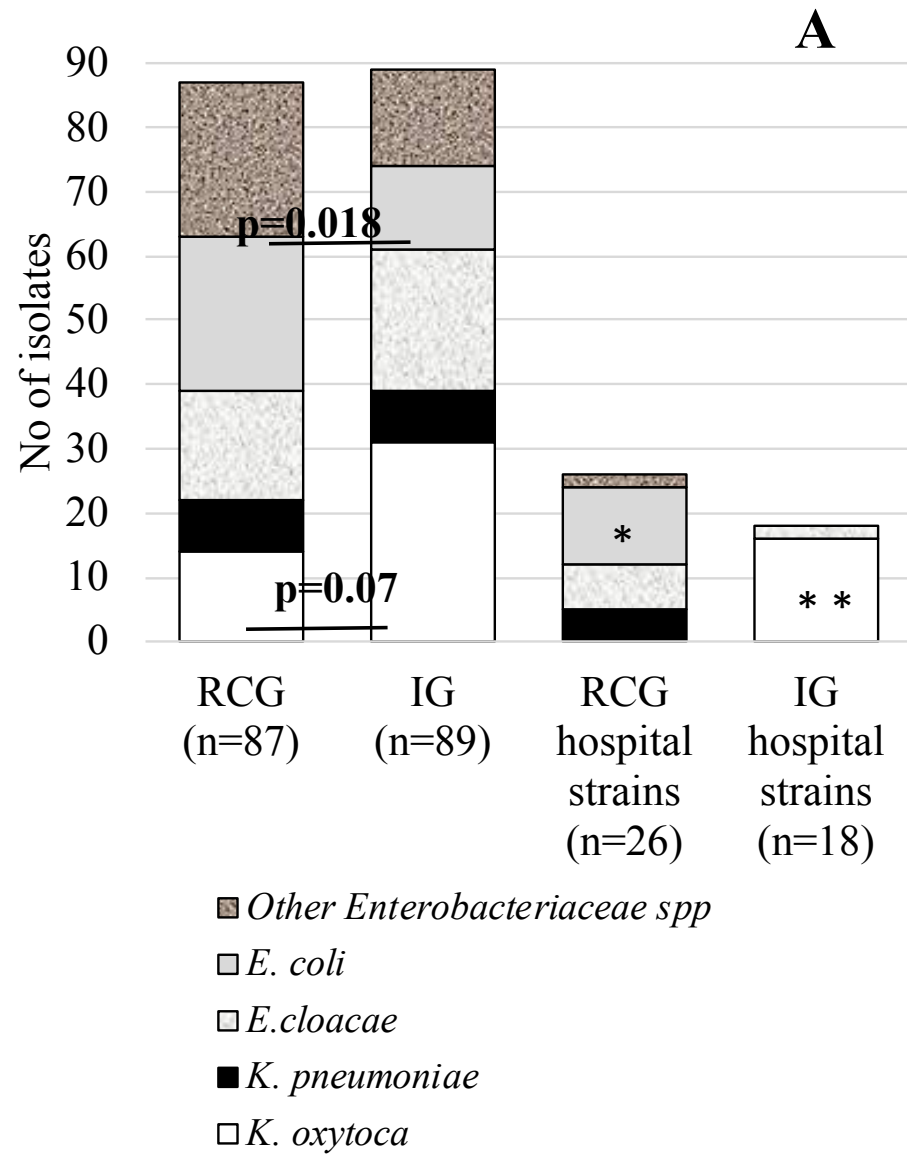 A
No of isolates
90
80
70
60
50
40
30
20
10
0
p=0.018
p=0.07
*
* *
RCG
(n=87)
IG
(n=89)
RCG
hospital
strains
(n=26)
IG
hospital
strains
(n=18)
Other Enterobacteriaceae spp
E. coli
E.cloacae
K. pneumoniae
K. oxytoca